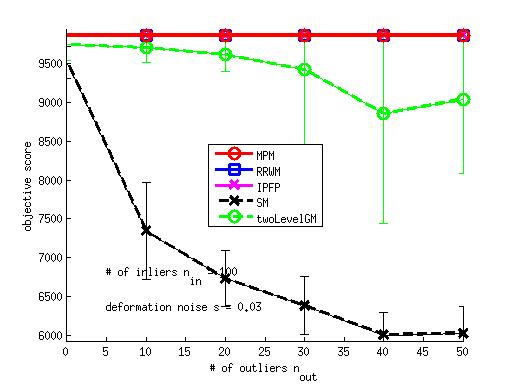 9500
9000
8500
8000
7500
7000
6500
6000
objective score
MPM
RRWM
IPFP
SM
twoLevelGM
# of inliers n in = 100
deformation noise s = 0.03
0 5 10 15 20 25 30 35 40 45 50
# of outliers n out